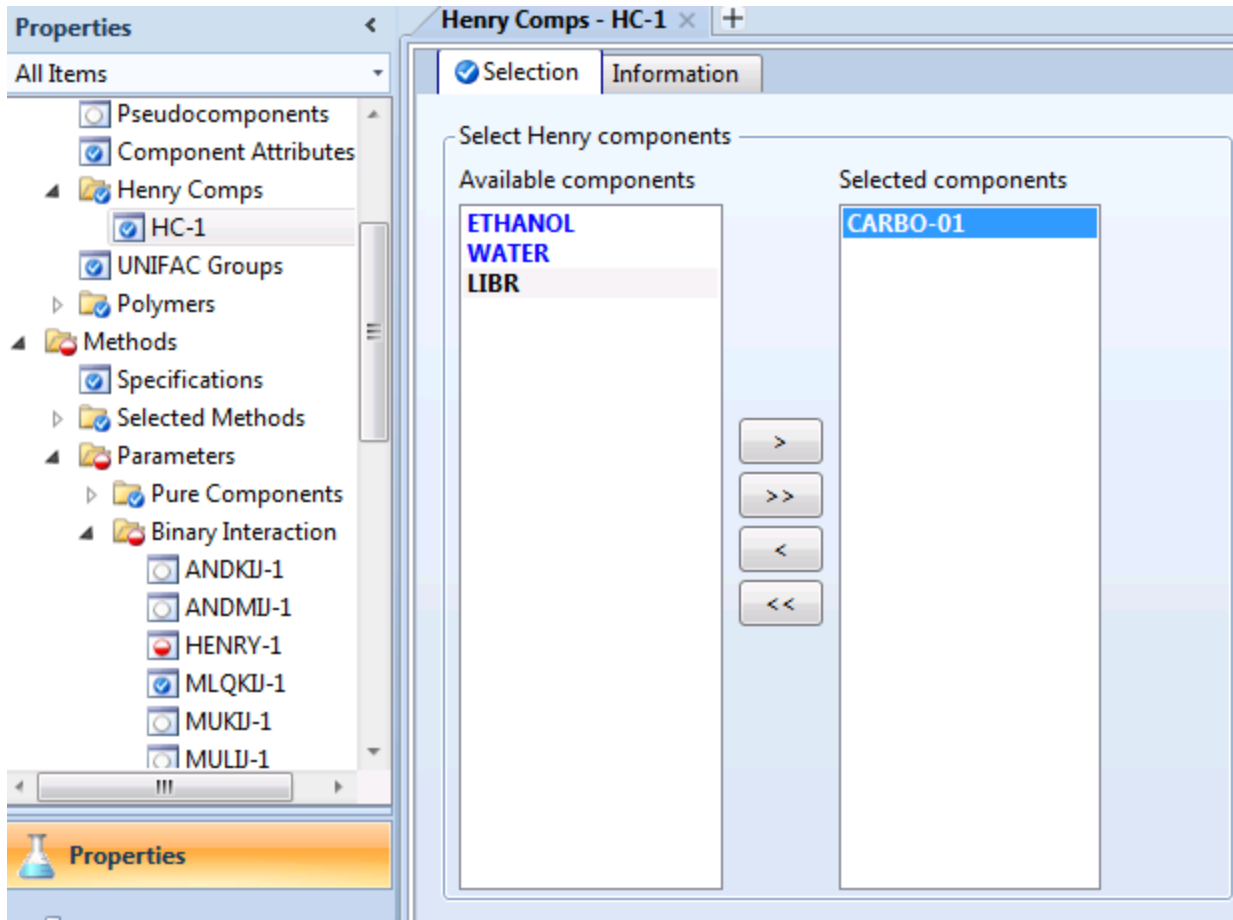 Properties
<
All Items
Pseudocomponents
Component Attributes
Henry Comps
HC-1
UNIFAC Groups
Polymers
Methods
Specifications
Selected Methods
Parameters
Pure Components
Binary Interaction
ANDKIJ-1
ANDMIJ-1
HENRY-1
MLQKIJ-1
MUKIJ-1
MULIJ-1
Properties
Henry Comps - HC-1 × +
Selection Information
Select Henry components
Available components Selected components
ETHANOL CARBO-01
WATER
LIBR
>
>>
<
<<